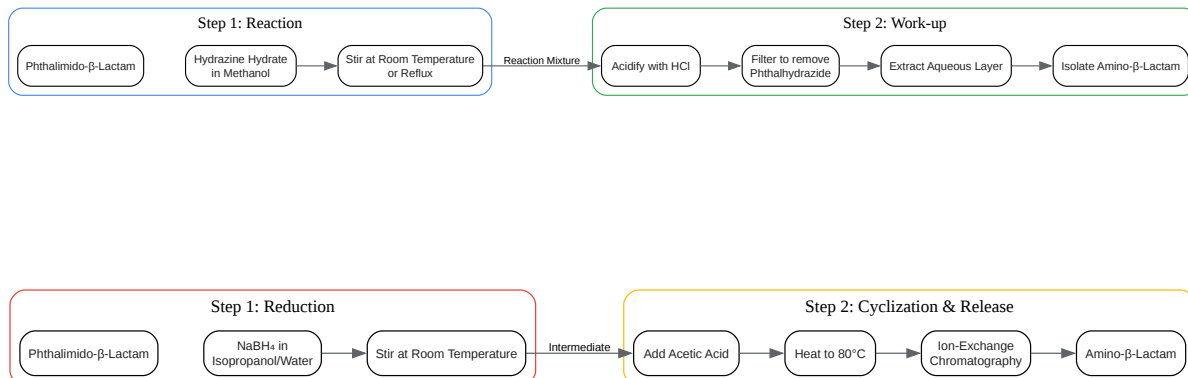 Step 1: Reaction
Phthalimido-β-Lactam
Hydrazine Hydrate
in Methanol
Stir at Room Temperature
or Reflux
Reaction Mixture
Step 2: Work-up
Acidify with HCl
Filter to remove
Phthalhydrazide
Extract Aqueous Layer
Isolate Amino-β-Lactam
Step 1: Reduction
Phthalimido-β-Lactam
NaBH₄ in
Isopropanol/Water
Stir at Room Temperature
Intermediate
Step 2: Cyclization & Release
Add Acetic Acid
Heat to 80°C
Ion-Exchange
Chromatography
Amino-β-Lactam